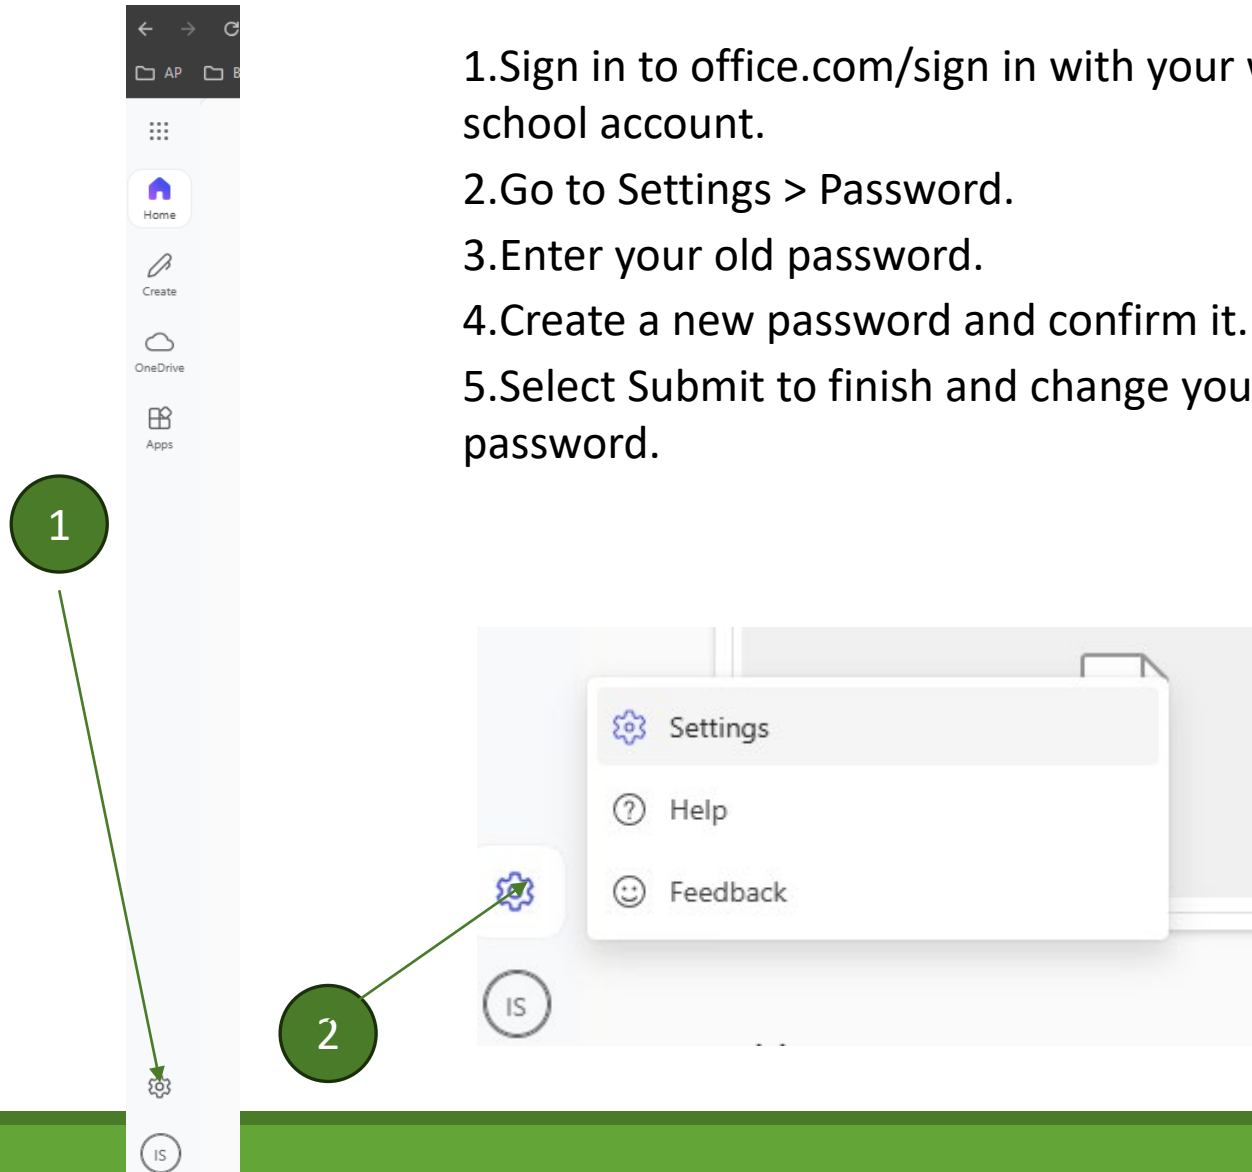 AP
B
Home
Create
OneDrive
Apps
1
IS
1.Sign in to office.com/sign in with your
school account.
2.Go to Settings > Password.
3.Enter your old password.
4.Create a new password and confirm it.
5.Select Submit to finish and change you
password.
Settings
Help
Feedback
IS
2